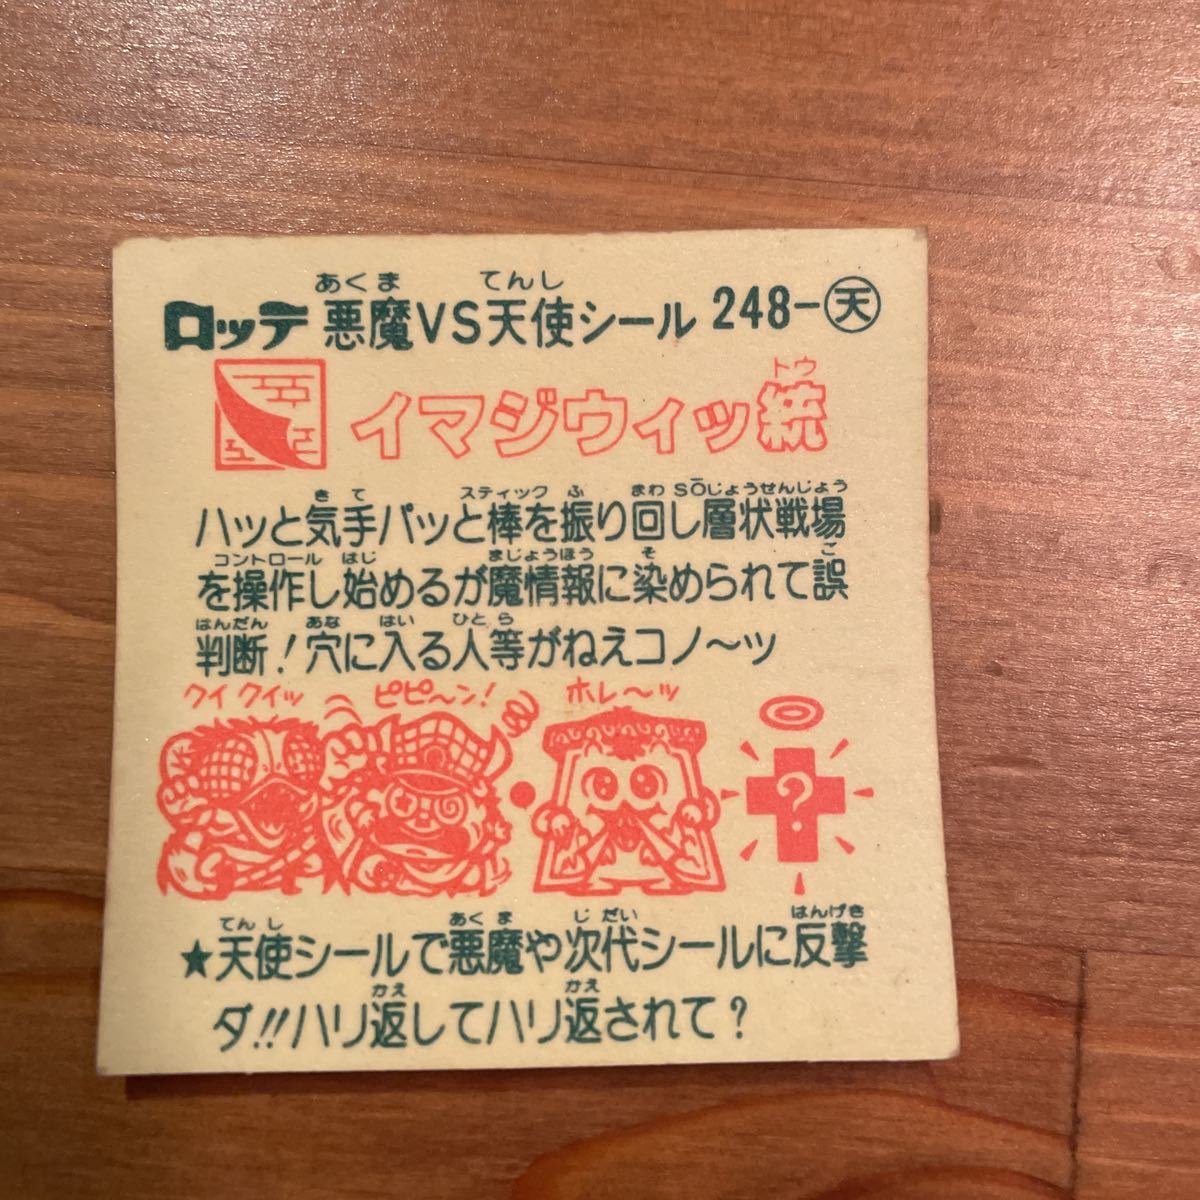 あくま てんし
ロッテ 悪魔VS天使シール 248-㊝天
トウ
イマジウィッ統
きて スティック ふ まわ SŌじょうせんじょう
ハッと気手パッと棒を振り回し層状戦場
コントロール はじ まじょうほう そ ご
を操作し始めるが魔情報に染められて誤
はんだん あな はい ひと ら
判断!穴に入る人等がねえコノ〜ッ
クイ クイッ ピピ〜ン! ホレ〜ッ
?
てんし あくま じだい はんげき
★天使シールで悪魔や次代シールに反撃
かえ かえ
ダ!!ハリ返してハリ返されて?